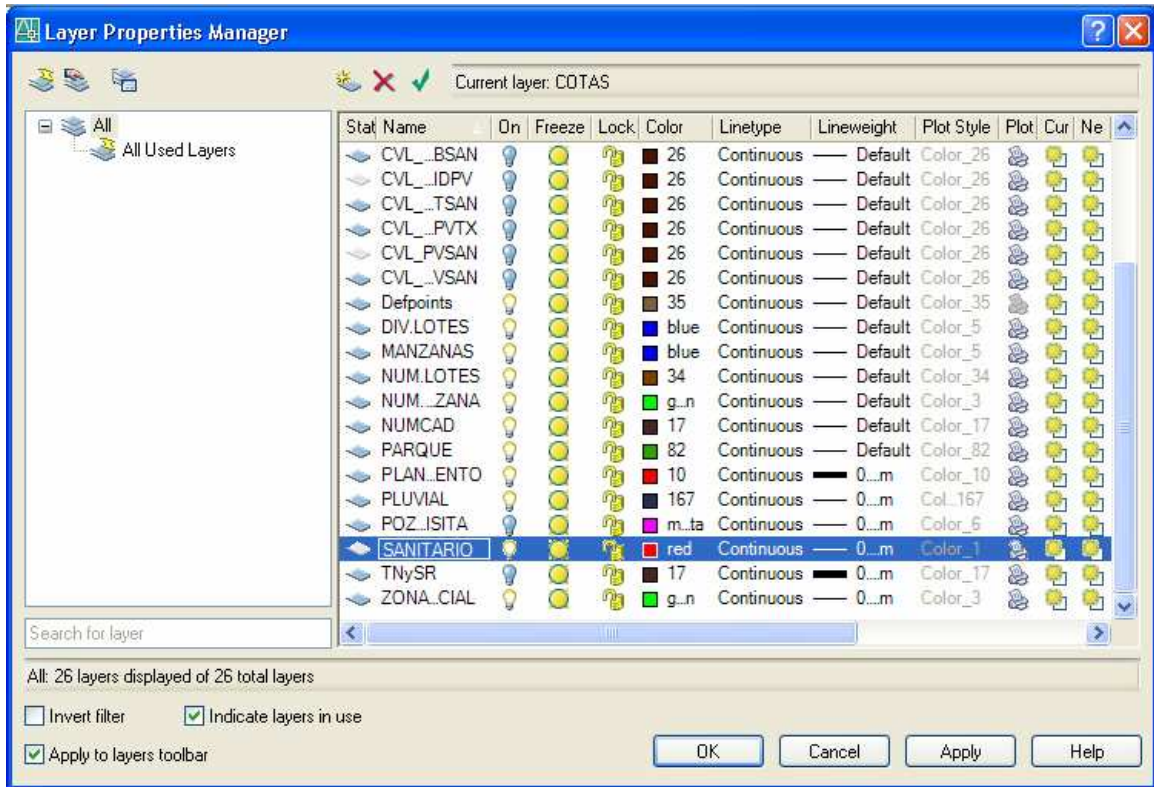 Layer Properties Manager
Current layer: COTAS
All
All Used Layers
Stat Name On Freeze Lock Color Linetype Lineweight Plot Style Plot Cur Ne
CVL_...BSAN 26 Continuous Default Color_26
CVL_...IDPV 26 Continuous Default Color_26
CVL_...TSAN 26 Continuous Default Color_26
CVL_...PVTX 26 Continuous Default Color_26
CVL_PVSAN 26 Continuous Default Color_26
CVL_...VSAN 26 Continuous Default Color_26
Defpoints 35 Continuous Default Color_35
DIV.LOTES blue Continuous Default Color_5
MANZANAS blue Continuous Default Color_5
NUM.LOTES 34 Continuous Default Color_34
NUM...ZANA g...n Continuous Default Color_3
NUMCAD 17 Continuous Default Color_17
PARQUE 82 Continuous Default Color_82
PLAN...ENTO 10 Continuous 0....m Color_10
PLUVIAL 167 Continuous 0....m Col...167
POZ...ISITA m...ta Continuous 0....m Color_6
SANITARIO red Continuous 0....m Color_1
TNySR 17 Continuous 0....m Color_17
ZONA...CIAL g...n Continuous 0....m Color_3
Search for layer
All: 26 layers displayed of 26 total layers
Invert filter Indicate layers in use
Apply to layers toolbar
OK Cancel Apply Help